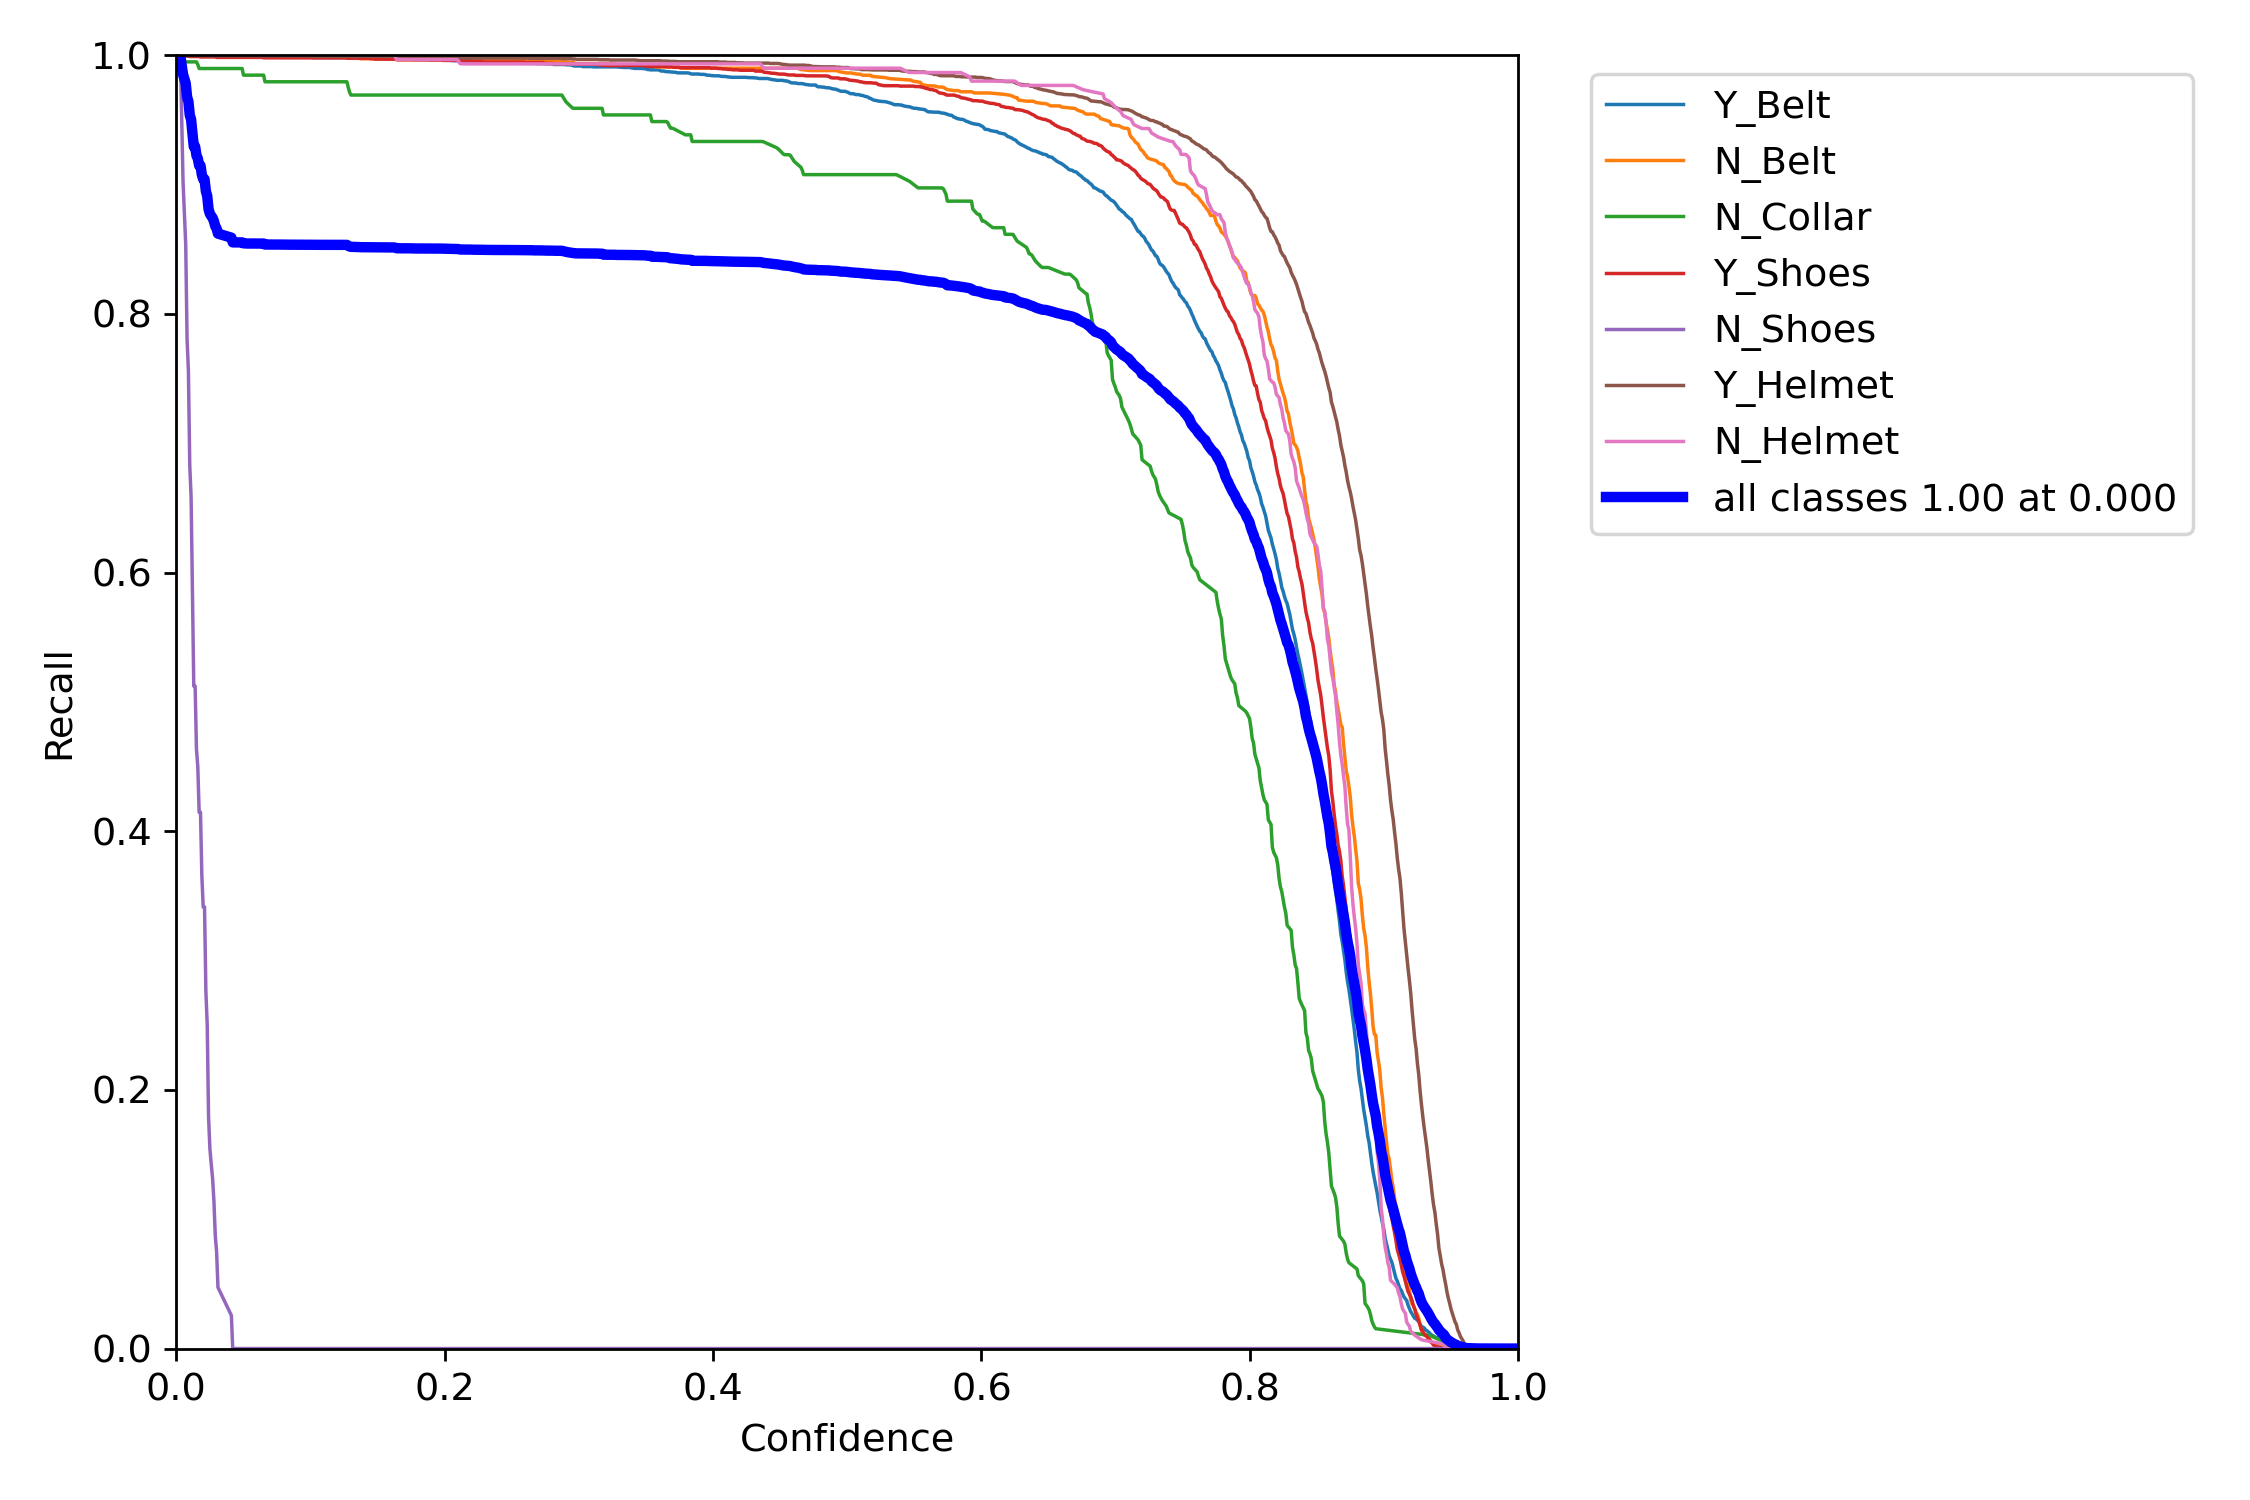 1.0
0.8
0.6
0.4
0.2
0.0
Recall
0.0 0.2 0.4 0.6 0.8 1.0
Confidence
Y_Belt
N_Belt
N_Collar
Y_Shoes
N_Shoes
Y_Helmet
N_Helmet
all classes 1.00 at 0.000